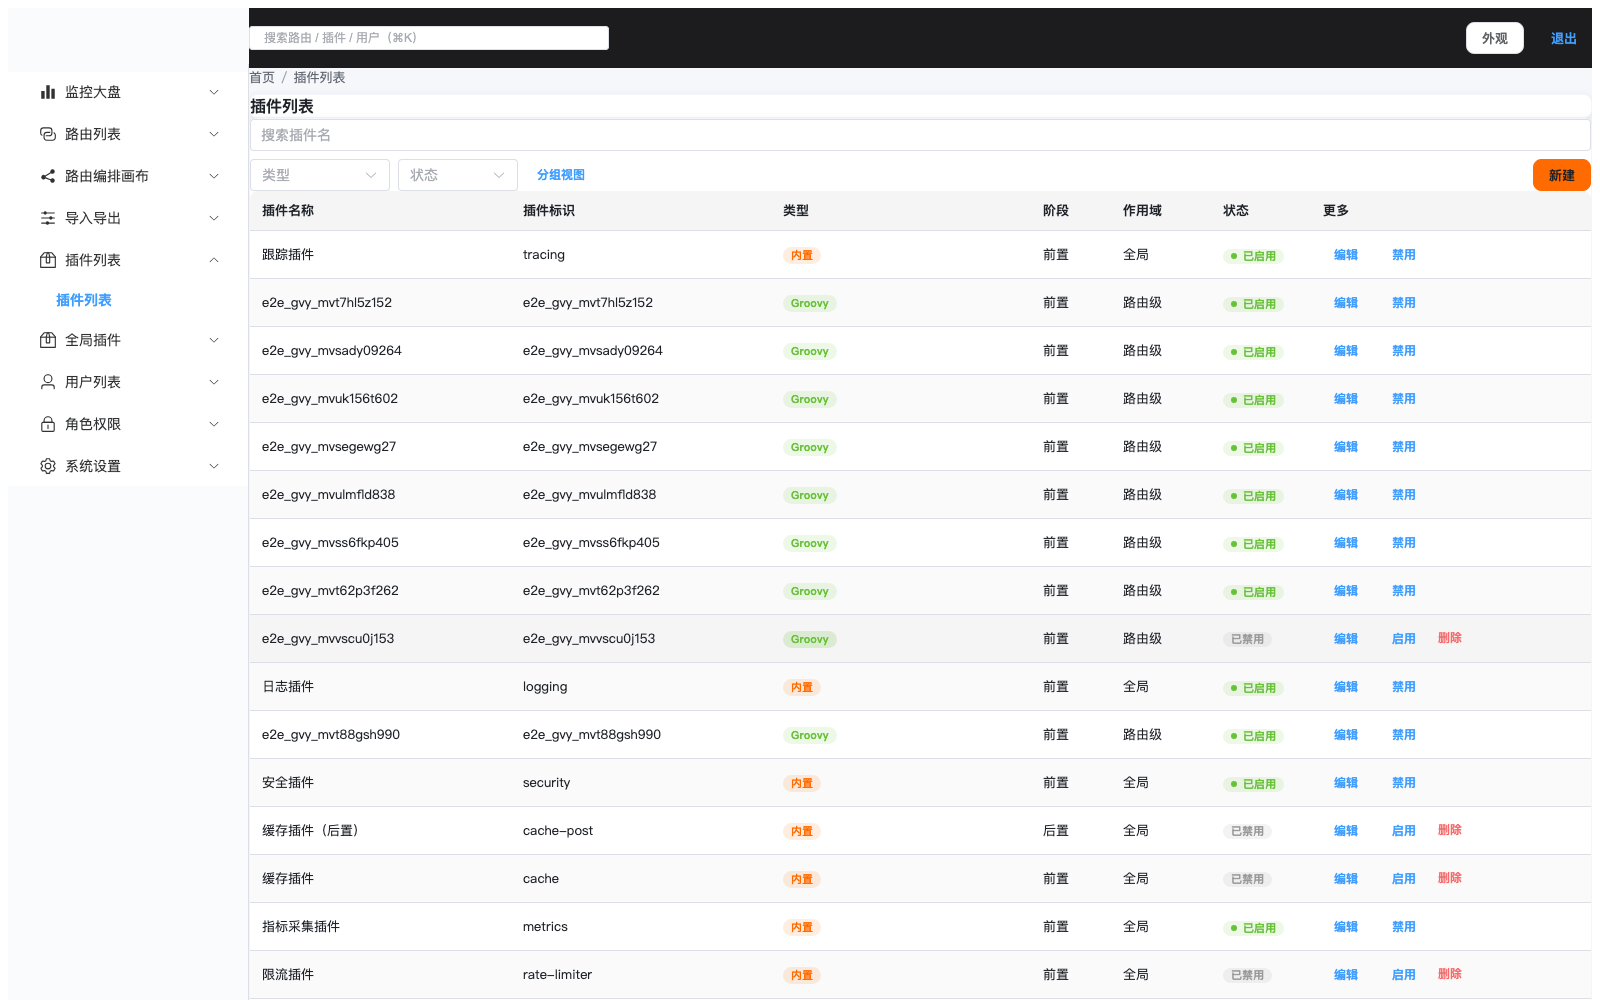 搜索路由 / 插件 / 用户（⌘K）
外观
退出
监控大盘
路由列表
路由编排画布
导入导出
插件列表
插件列表
全局插件
用户列表
角色权限
系统设置
首页 / 插件列表
插件列表
搜索插件名
类型 状态 分组视图 新建
插件名称 插件标识 类型 阶段 作用域 状态 更多
跟踪插件 tracing 内置 前置 全局 已启用 编辑 禁用
e2e_gvy_mvt7hl5z152 e2e_gvy_mvt7hl5z152 Groovy 前置 路由级 已启用 编辑 禁用
e2e_gvy_mvsady09264 e2e_gvy_mvsady09264 Groovy 前置 路由级 已启用 编辑 禁用
e2e_gvy_mvuk156t602 e2e_gvy_mvuk156t602 Groovy 前置 路由级 已启用 编辑 禁用
e2e_gvy_mvsegewg27 e2e_gvy_mvsegewg27 Groovy 前置 路由级 已启用 编辑 禁用
e2e_gvy_mvulmfld838 e2e_gvy_mvulmfld838 Groovy 前置 路由级 已启用 编辑 禁用
e2e_gvy_mvss6fkp405 e2e_gvy_mvss6fkp405 Groovy 前置 路由级 已启用 编辑 禁用
e2e_gvy_mvt62p3f262 e2e_gvy_mvt62p3f262 Groovy 前置 路由级 已启用 编辑 禁用
e2e_gvy_mvvscu0j153 e2e_gvy_mvvscu0j153 Groovy 前置 路由级 已禁用 编辑 启用 删除
日志插件 logging 内置 前置 全局 已启用 编辑 禁用
e2e_gvy_mvt88gsh990 e2e_gvy_mvt88gsh990 Groovy 前置 路由级 已启用 编辑 禁用
安全插件 security 内置 前置 全局 已启用 编辑 禁用
缓存插件（后置） cache-post 内置 后置 全局 已禁用 编辑 启用 删除
缓存插件 cache 内置 前置 全局 已禁用 编辑 启用 删除
指标采集插件 metrics 内置 前置 全局 已启用 编辑 禁用
限流插件 rate-limiter 内置 前置 全局 已禁用 编辑 启用 删除